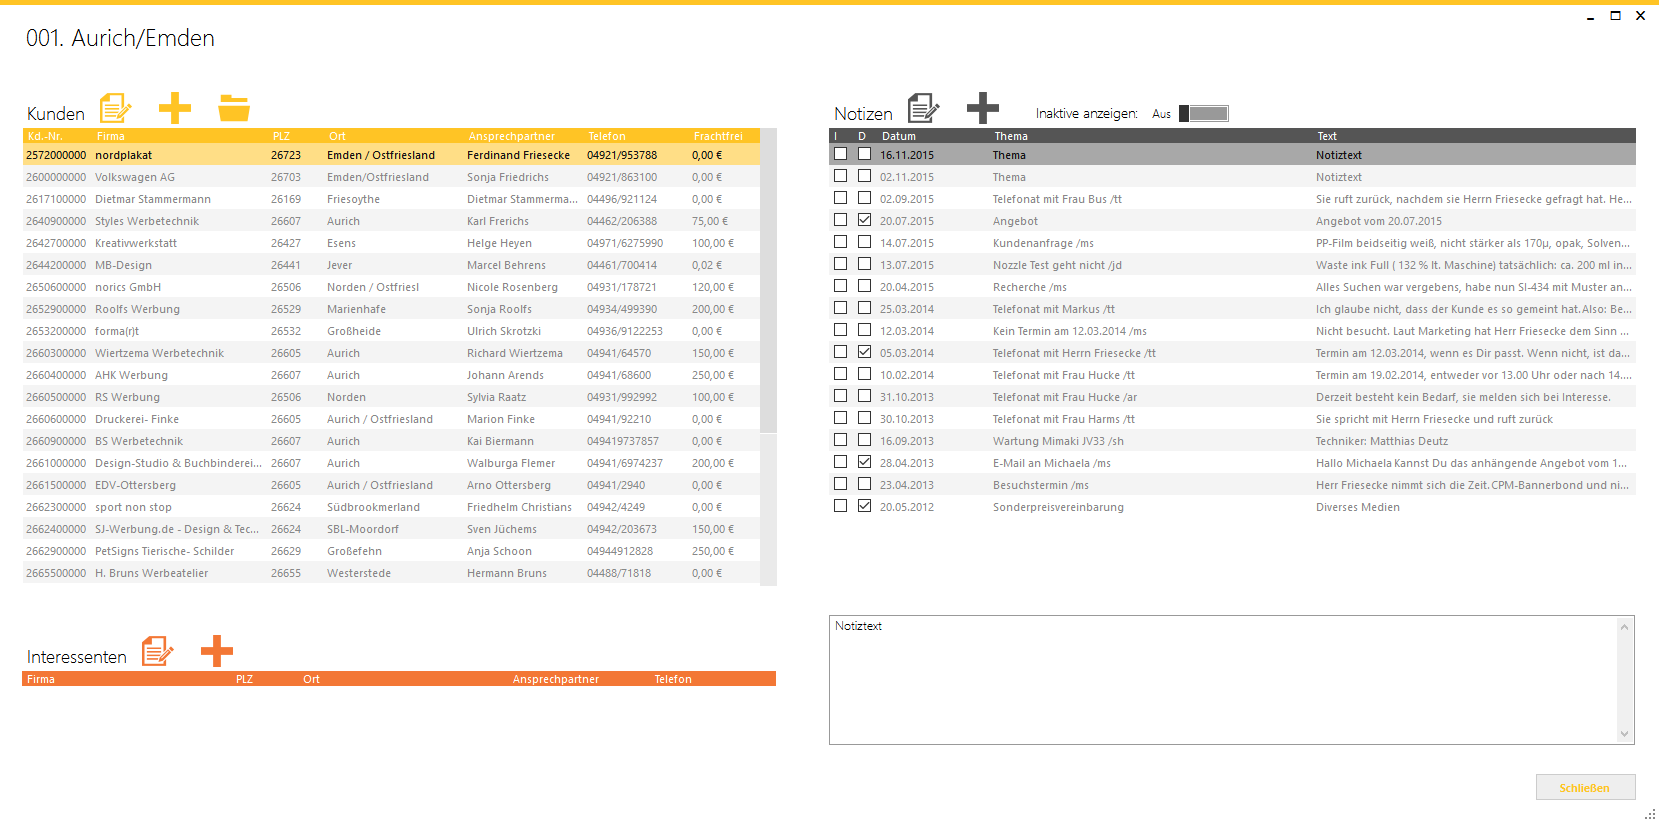 001. Aurich/Emden
Kunden
Kd.-Nr. Firma PLZ Ort Ansprechpartner Telefon Frachtfrei
2572000000 nordplakat 26723 Emden / Ostfriesland Ferdinand Friesecke 04921/953788 0,00 €
2600000000 Volkswagen AG 26703 Emden/Ostfriesland Sonja Friedrichs 04921/863100 0,00 €
2617100000 Dietmar Stammermann 26169 Friesoythe Dietmar Stammerma... 04496/921124 0,00 €
2640900000 Styles Werbetechnik 26607 Aurich Karl Frerichs 04462/206388 75,00 €
2642700000 Kreativwerkstatt 26427 Esens Helge Heyen 04971/6275990 100,00 €
2644200000 MB-Design 26441 Jever Marcel Behrens 04461/700414 0,02 €
2650600000 norics GmbH 26506 Norden / Ostfriesl Nicole Rosenberg 04931/178721 120,00 €
2652900000 Roolfs Werbung 26529 Marienhafe Sonja Roolfs 04934/499390 200,00 €
2653200000 forma(r)t 26532 Großheide Ulrich Skrotzki 04936/9122253 0,00 €
2660300000 Wiertzema Werbetechnik 26605 Aurich Richard Wiertzema 04941/64570 150,00 €
2660400000 AHK Werbung 26607 Aurich Johann Arends 04941/68600 250,00 €
2660500000 RS Werbung 26506 Norden Sylvia Raatz 04931/992992 100,00 €
2660600000 Druckerei- Finke 26605 Aurich / Ostfriesland Marion Finke 04941/92210 0,00 €
2660900000 BS Werbetechnik 26607 Aurich Kai Biermann 049419737857 0,00 €
2661000000 Design-Studio & Buchbinderei... 26607 Aurich Walburga Flemer 04941/6974237 200,00 €
2661500000 EDV-Ottersberg 26605 Aurich / Ostfriesland Arno Ottersberg 04941/2940 0,00 €
2662300000 sport non stop 26624 Südbrookmerland Friedhelm Christians 04942/4249 0,00 €
2662400000 SJ-Werbung.de - Design & Tec... 26624 SBL-Moordorf Sven Jüchems 04942/203673 150,00 €
2662900000 PetSigns Tierische- Schilder 26629 Großefehn Anja Schoon 04944912828 250,00 €
2665500000 H. Bruns Werbeatelier 26655 Westerstede Hermann Bruns 04488/71818 0,00 €
Interessenten
Firma PLZ Ort Ansprechpartner Telefon
Notizen Inaktive anzeigen: Aus
I D Datum Thema Text
16.11.2015 Thema Notiztext
02.11.2015 Thema Notiztext
02.09.2015 Telefonat mit Frau Bus /tt Sie ruft zurück, nachdem sie Herrn Friesecke gefragt hat. He...
20.07.2015 Angebot Angebot vom 20.07.2015
14.07.2015 Kundenanfrage /ms PP-Film beidseitig weiß, nicht stärker als 170µ, opak, Solven...
13.07.2015 Nozzle Test geht nicht /jd Waste ink Full ( 132 % lt. Maschine) tatsächlich: ca. 200 ml in...
20.04.2015 Recherche /ms Alles Suchen war vergebens, habe nun SI-434 mit Muster an...
25.03.2014 Telefonat mit Markus /tt Ich glaube nicht, dass der Kunde es so gemeint hat. Also: Be...
12.03.2014 Kein Termin am 12.03.2014 /ms Nicht besucht. Laut Marketing hat Herr Friesecke dem Sinn ...
05.03.2014 Telefonat mit Herrn Friesecke /tt Termin am 12.03.2014, wenn es Dir passt. Wenn nicht, ist da...
10.02.2014 Telefonat mit Frau Hucke /tt Termin am 19.02.2014, entweder vor 13.00 Uhr oder nach 14....
31.10.2013 Telefonat mit Frau Hucke /ar Derzeit besteht kein Bedarf, sie melden sich bei Interesse.
30.10.2013 Telefonat mit Frau Harms /tt Sie spricht mit Herrn Friesecke und ruft zurück
16.09.2013 Wartung Mimaki JV33 /sh Techniker: Matthias Deutz
28.04.2013 E-Mail an Michaela /ms Hallo Michaela Kannst Du das anhängende Angebot vom 1...
23.04.2013 Besuchstermin /ms Herr Friesecke nimmt sich die Zeit. CPM-Bannerbond und ni...
20.05.2012 Sonderpreisvereinbarung Diverses Medien
Notiztext
Schließen